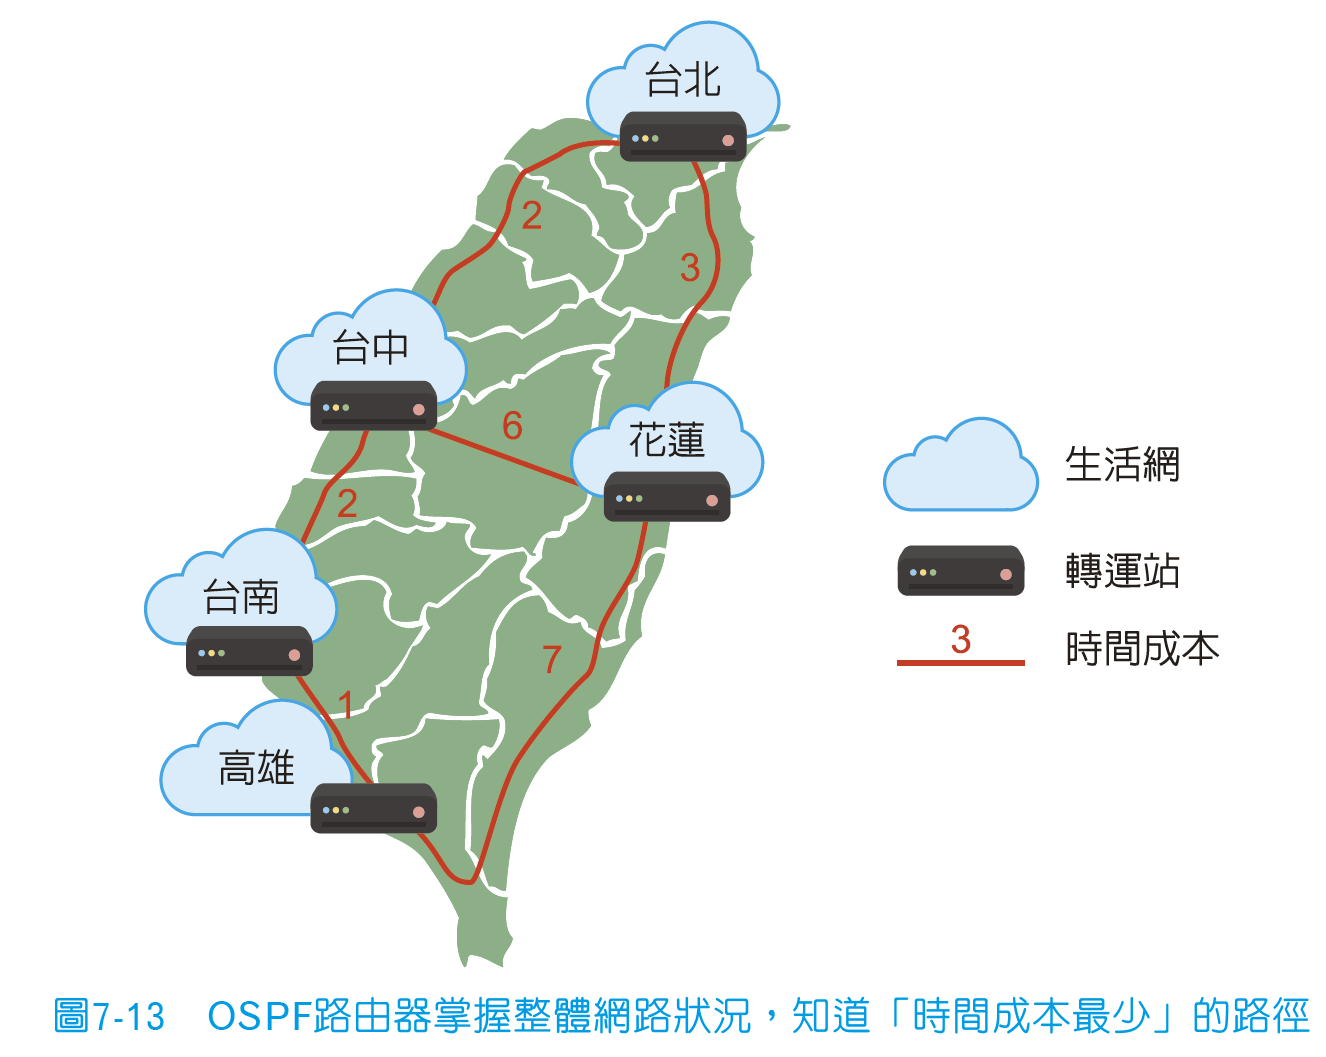 台北
2
3
台中
6
花蓮
2
台南
7
1
高雄
生活網
轉運站
3
時間成本
圖7-13 OSPF路由器掌握整體網路狀況，知道「時間成本最少」的路徑